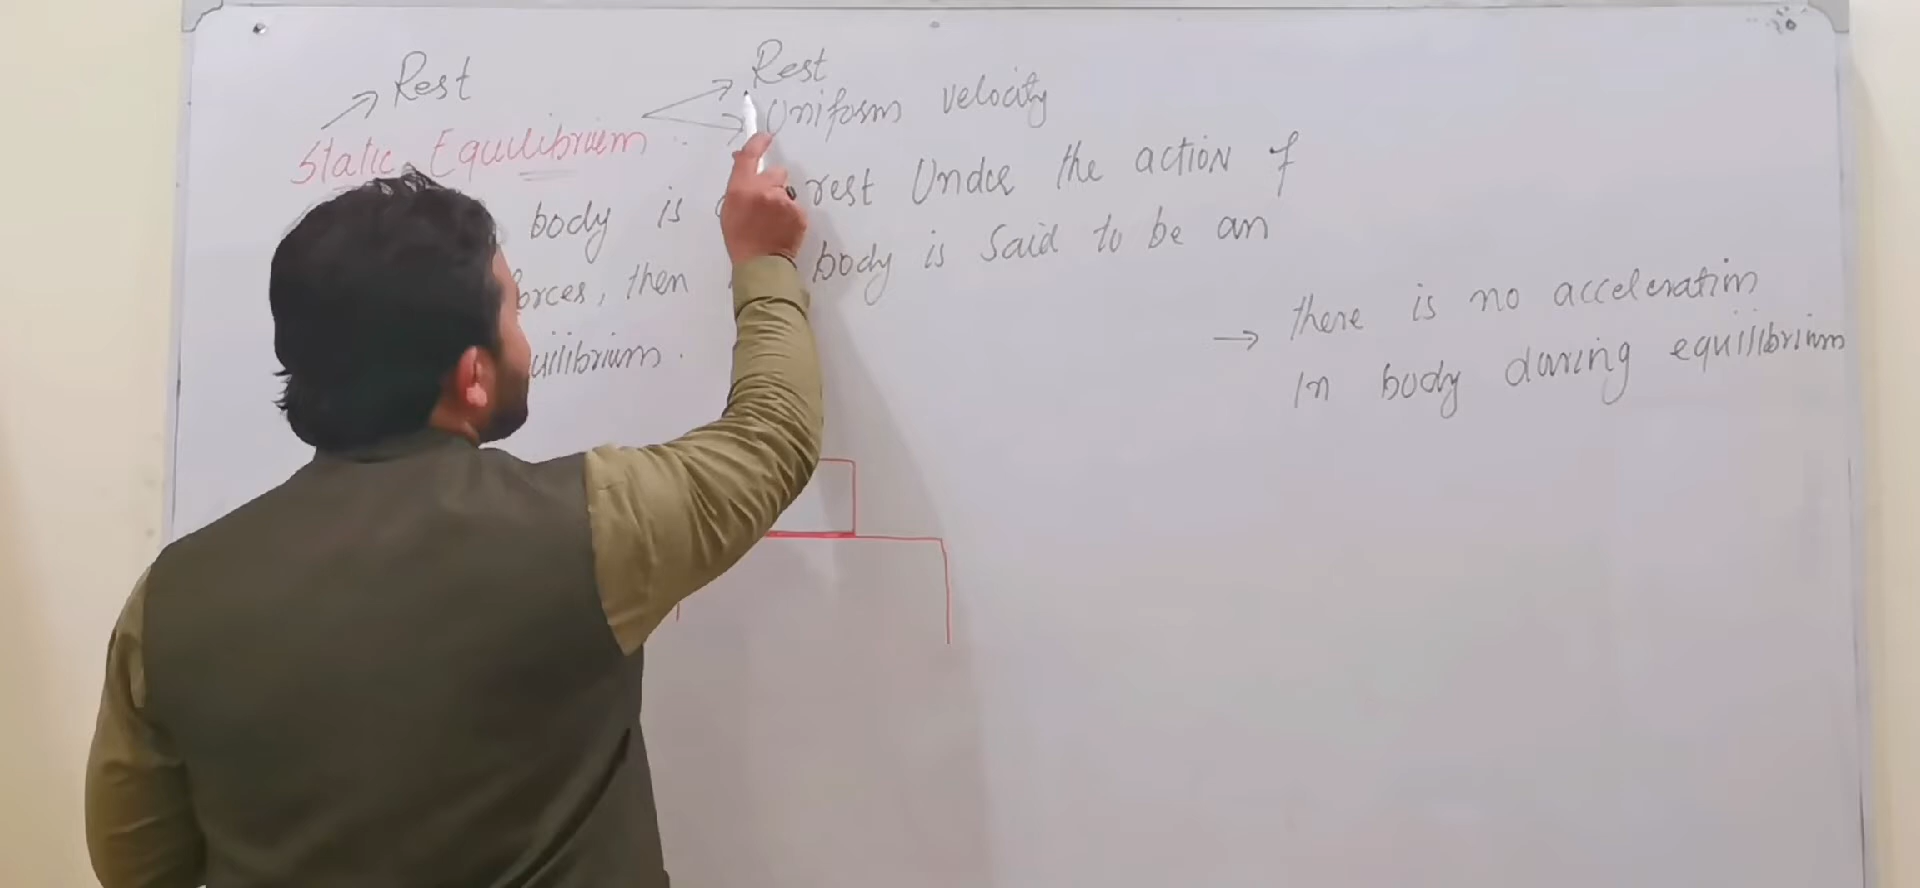 Rest
Rest
Uniform velocity
Static Equilibrium
body is rest Under the action of
forces, then body is said to be an
uilibrium.
→ there is no acceleration
In body during equilibrium